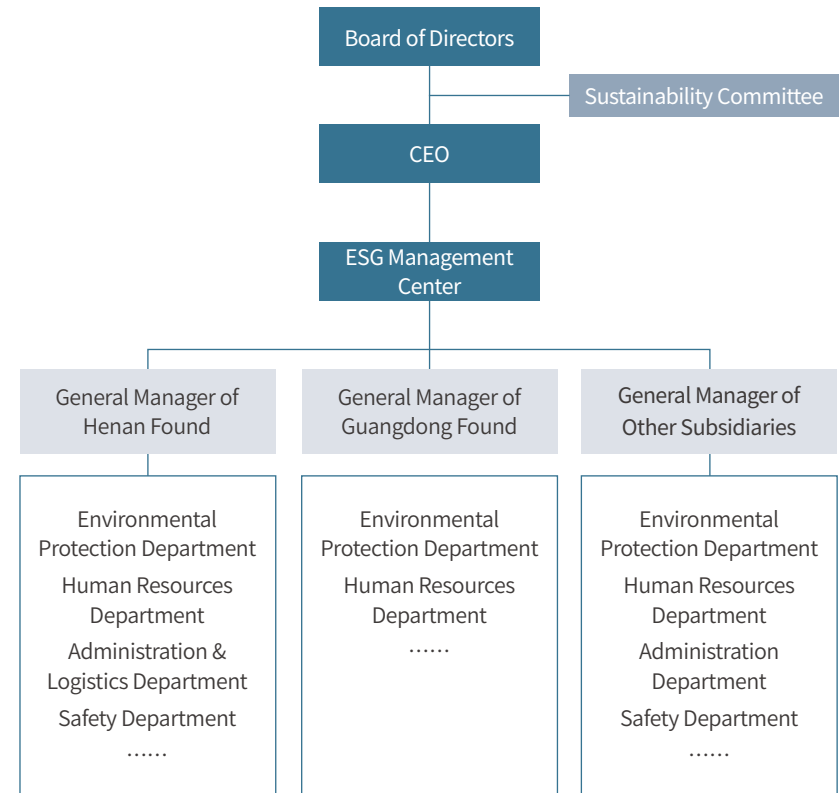 Board of Directors
Sustainability Committee
CEO
ESG Management
Center
General Manager of
Henan Found
General Manager of
Guangdong Found
General Manager of
Other Subsidiaries
Environmental
Protection Department
Human Resources
Department
Administration &
Logistics Department
Safety Department
……
Environmental
Protection Department
Human Resources
Department
……
Environmental
Protection Department
Human Resources
Department
Administration
Department
Safety Department
……